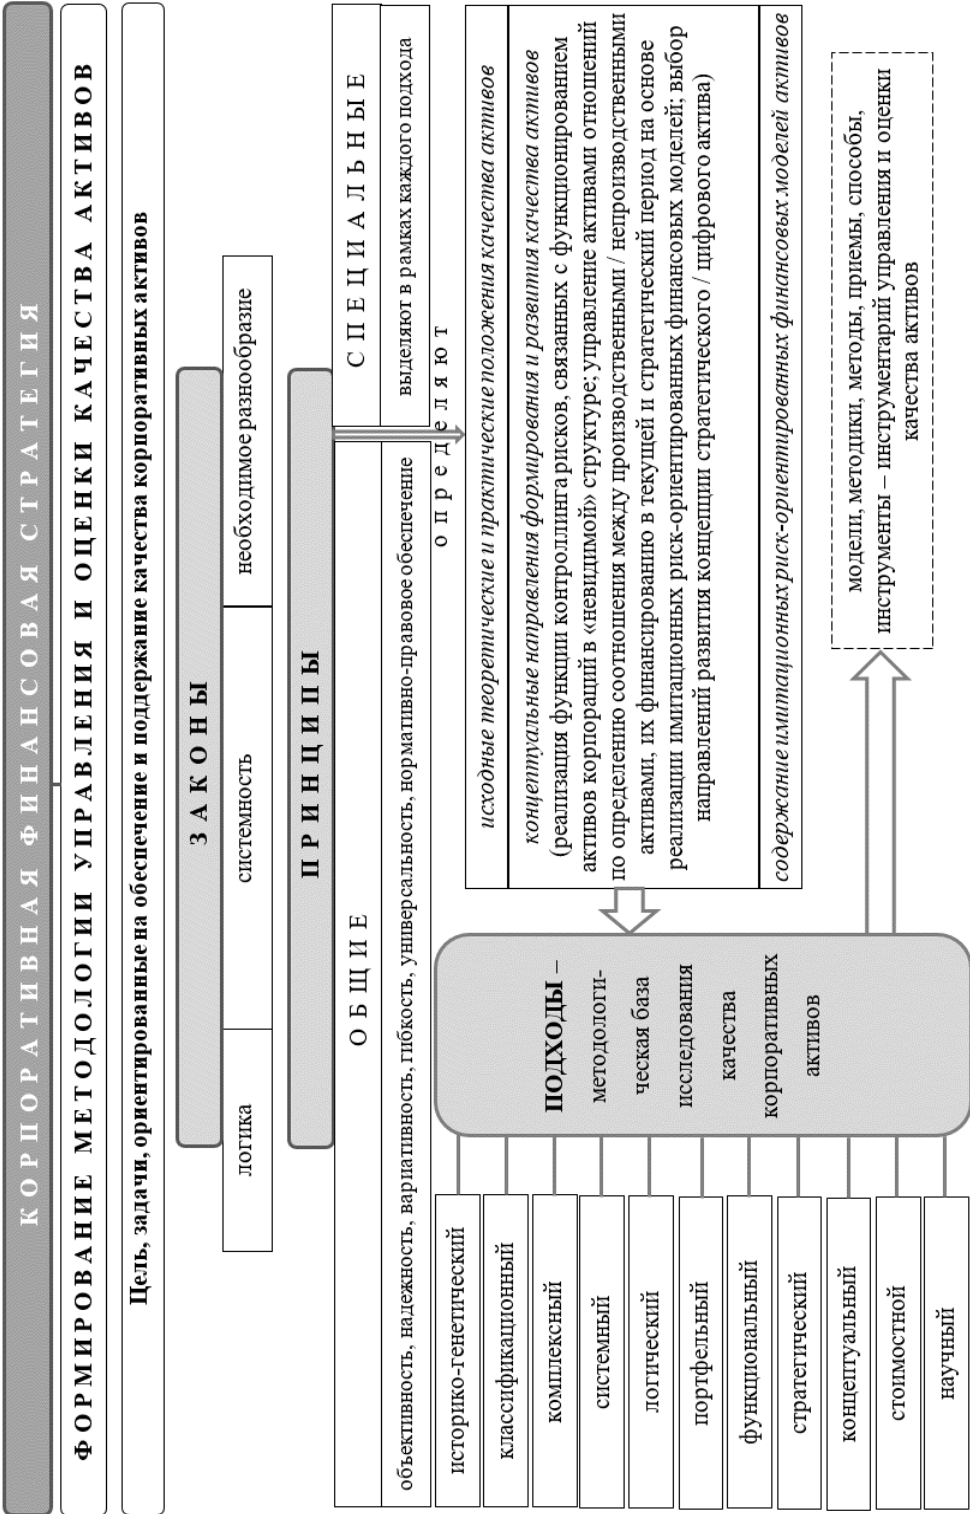 КОРПОРАТИВНАЯ ФИНАНСОВАЯ СТРАТЕГИЯ
ФОРМИРОВАНИЕ МЕТОДОЛОГИИ УПРАВЛЕНИЯ И ОЦЕНКИ КАЧЕСТВА АКТИВОВ
Цель, задачи, ориентированные на обеспечение и поддержание качества корпоративных активов
ЗАКОНЫ
логика
системность
необходимое разнообразие
ПРИНЦИПЫ
ОБЩИЕ
СПЕЦИАЛЬНЫЕ
объективность, надежность, вариативность, гибкость, универсальность, нормативно-правовое обеспечение
выделяют в рамках каждого подхода
определяют
историко-генетический
классификационный
комплексный
системный
логический
портфельный
функциональный
стратегический
концептуальный
стоимостной
научный
ПОДХОДЫ –
методологи-
ческая база
исследования
качества
корпоративных
активов
исходные теоретические и практические положения качества активов
концептуальные направления формирования и развития качества активов
(реализация функции контроллинга рисков, связанных с функционированием
активов корпораций в «невидимой» структуре; управление активами отношений
по определению соотношения между производственными / непроизводственными
активами, их финансированию в текущей и стратегический период на основе
реализации имитационных риск-ориентированных финансовых моделей; выбор
направлений развития концепции стратегического / цифрового актива)
содержание имитационных риск-ориентированных финансовых моделей активов
модели, методики, методы, приемы, способы,
инструменты – инструментарий управления и оценки
качества активов